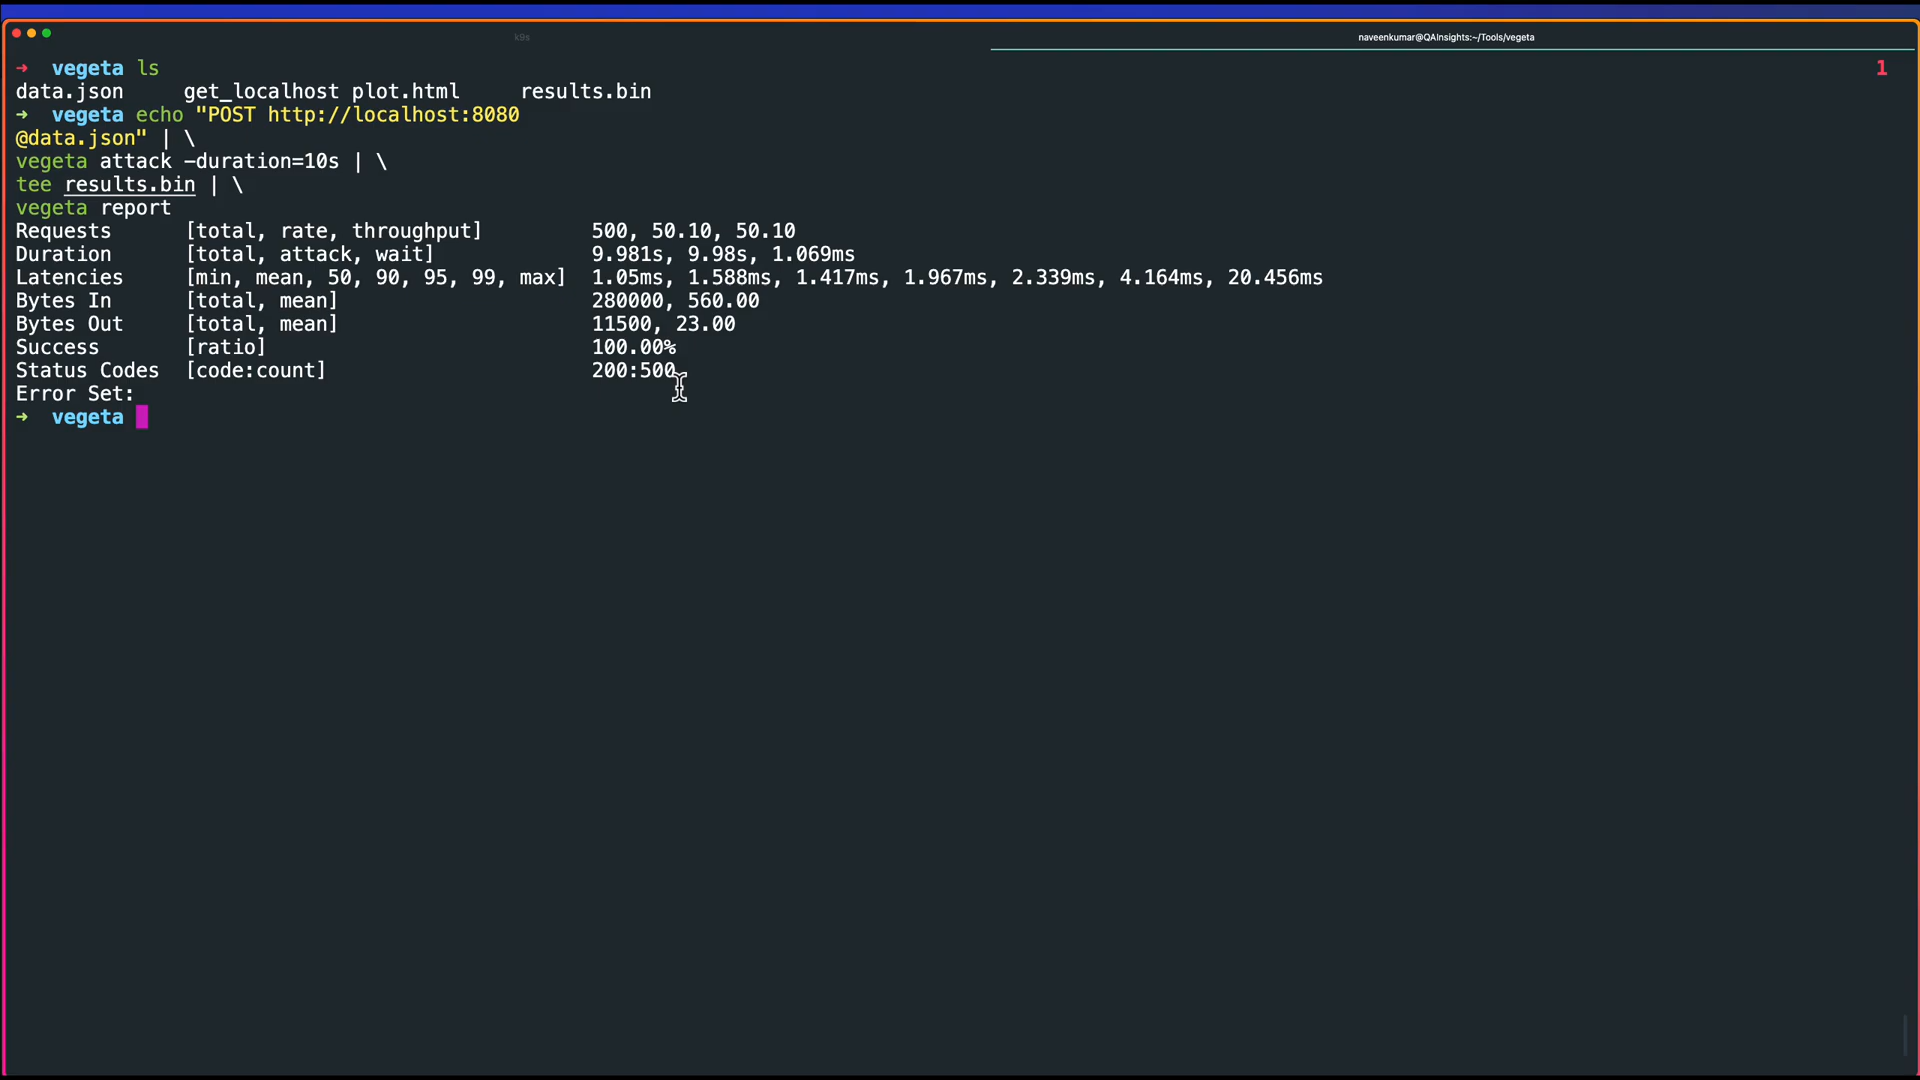 k9s
naveenkumar@QAInsights:~/Tools/vegeta
➜ vegeta ls 1
data.json get_localhost plot.html results.bin
➜ vegeta echo "POST http://localhost:8080
@data.json" | \
vegeta attack -duration=10s | \
tee results.bin | \
vegeta report
Requests [total, rate, throughput] 500, 50.10, 50.10
Duration [total, attack, wait] 9.981s, 9.98s, 1.069ms
Latencies [min, mean, 50, 90, 95, 99, max] 1.05ms, 1.588ms, 1.417ms, 1.967ms, 2.339ms, 4.164ms, 20.456ms
Bytes In [total, mean] 280000, 560.00
Bytes Out [total, mean] 11500, 23.00
Success [ratio] 100.00%
Status Codes [code:count] 200:500
Error Set:
➜ vegeta